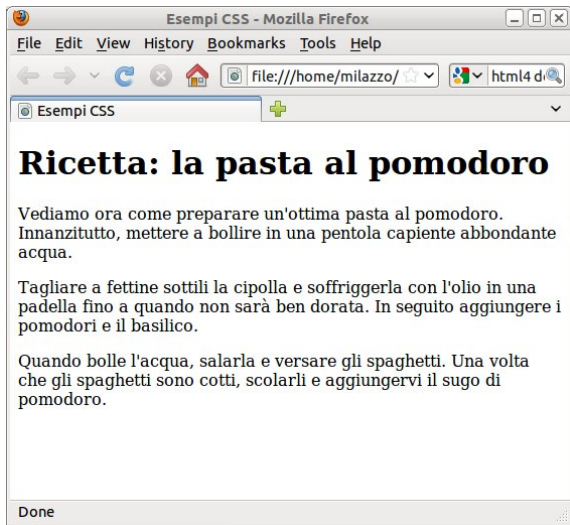 Esempi CSS - Mozilla Firefox
File Edit View History Bookmarks Tools Help
file:///home/milazzo/ html4 d
Esempi CSS
Ricetta: la pasta al pomodoro
Vediamo ora come preparare un'ottima pasta al pomodoro.
Innanzitutto, mettere a bollire in una pentola capiente abbondante
acqua.
Tagliare a fettine sottili la cipolla e soffriggerla con l'olio in una
padella fino a quando non sarà ben dorata. In seguito aggiungere i
pomodori e il basilico.
Quando bolle l'acqua, salarla e versare gli spaghetti. Una volta
che gli spaghetti sono cotti, scolarli e aggiungervi il sugo di
pomodoro.
Done